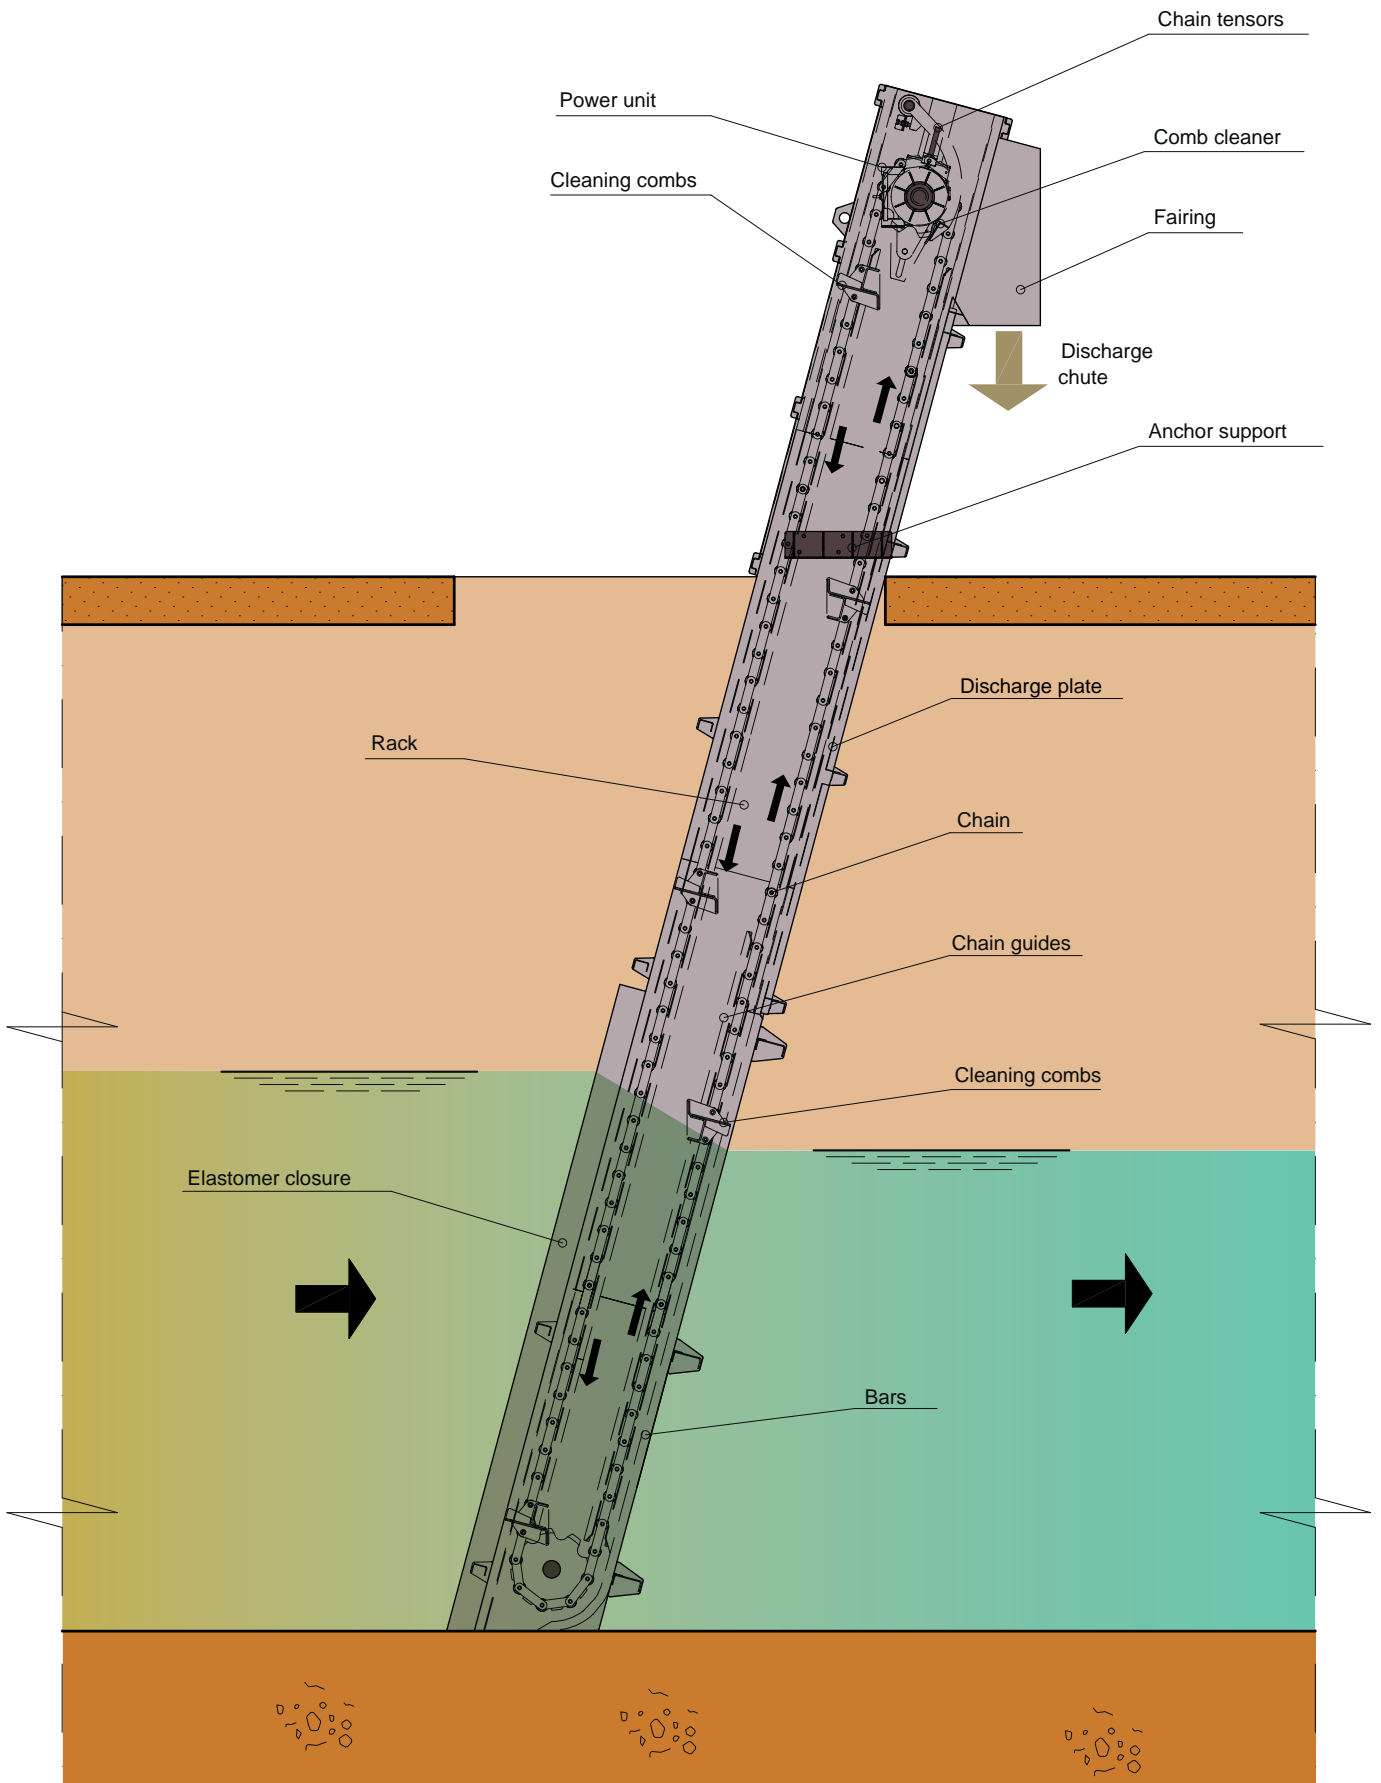 Chain tensors
Power unit
Comb cleaner
Cleaning combs
Fairing
Discharge
chute
Anchor support
Discharge plate
Rack
Chain
Chain guides
Cleaning combs
Elastomer closure
Bars